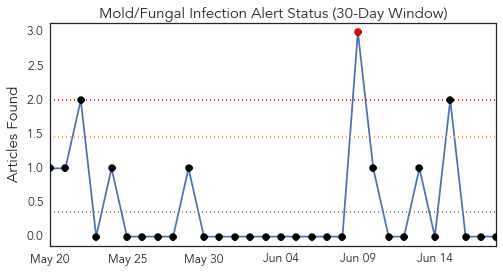 Mold/Fungal Infection Alert Status (30-Day Window)
Articles Found
3.0
2.5
2.0
1.5
1.0
0.5
0.0
May 20 May 25 May 30 Jun 04 Jun 09 Jun 14